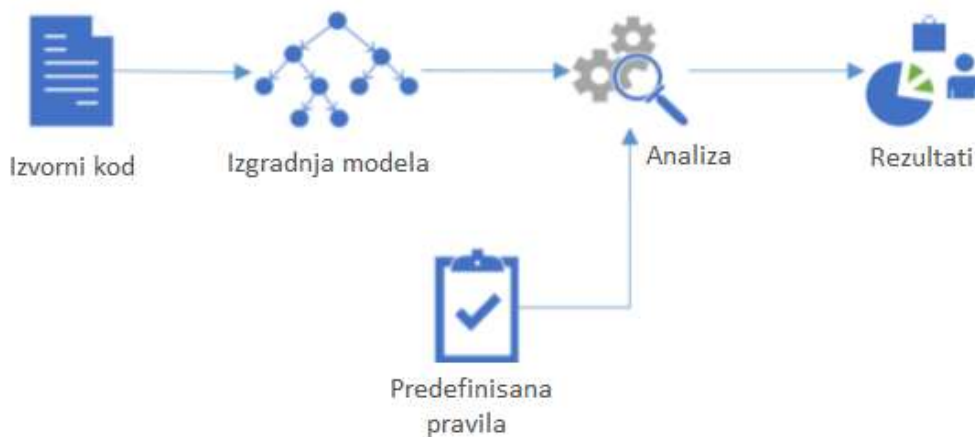 Izvorni kod
Izgradnja modela
Analiza
Rezultati
Predefinisana
pravila